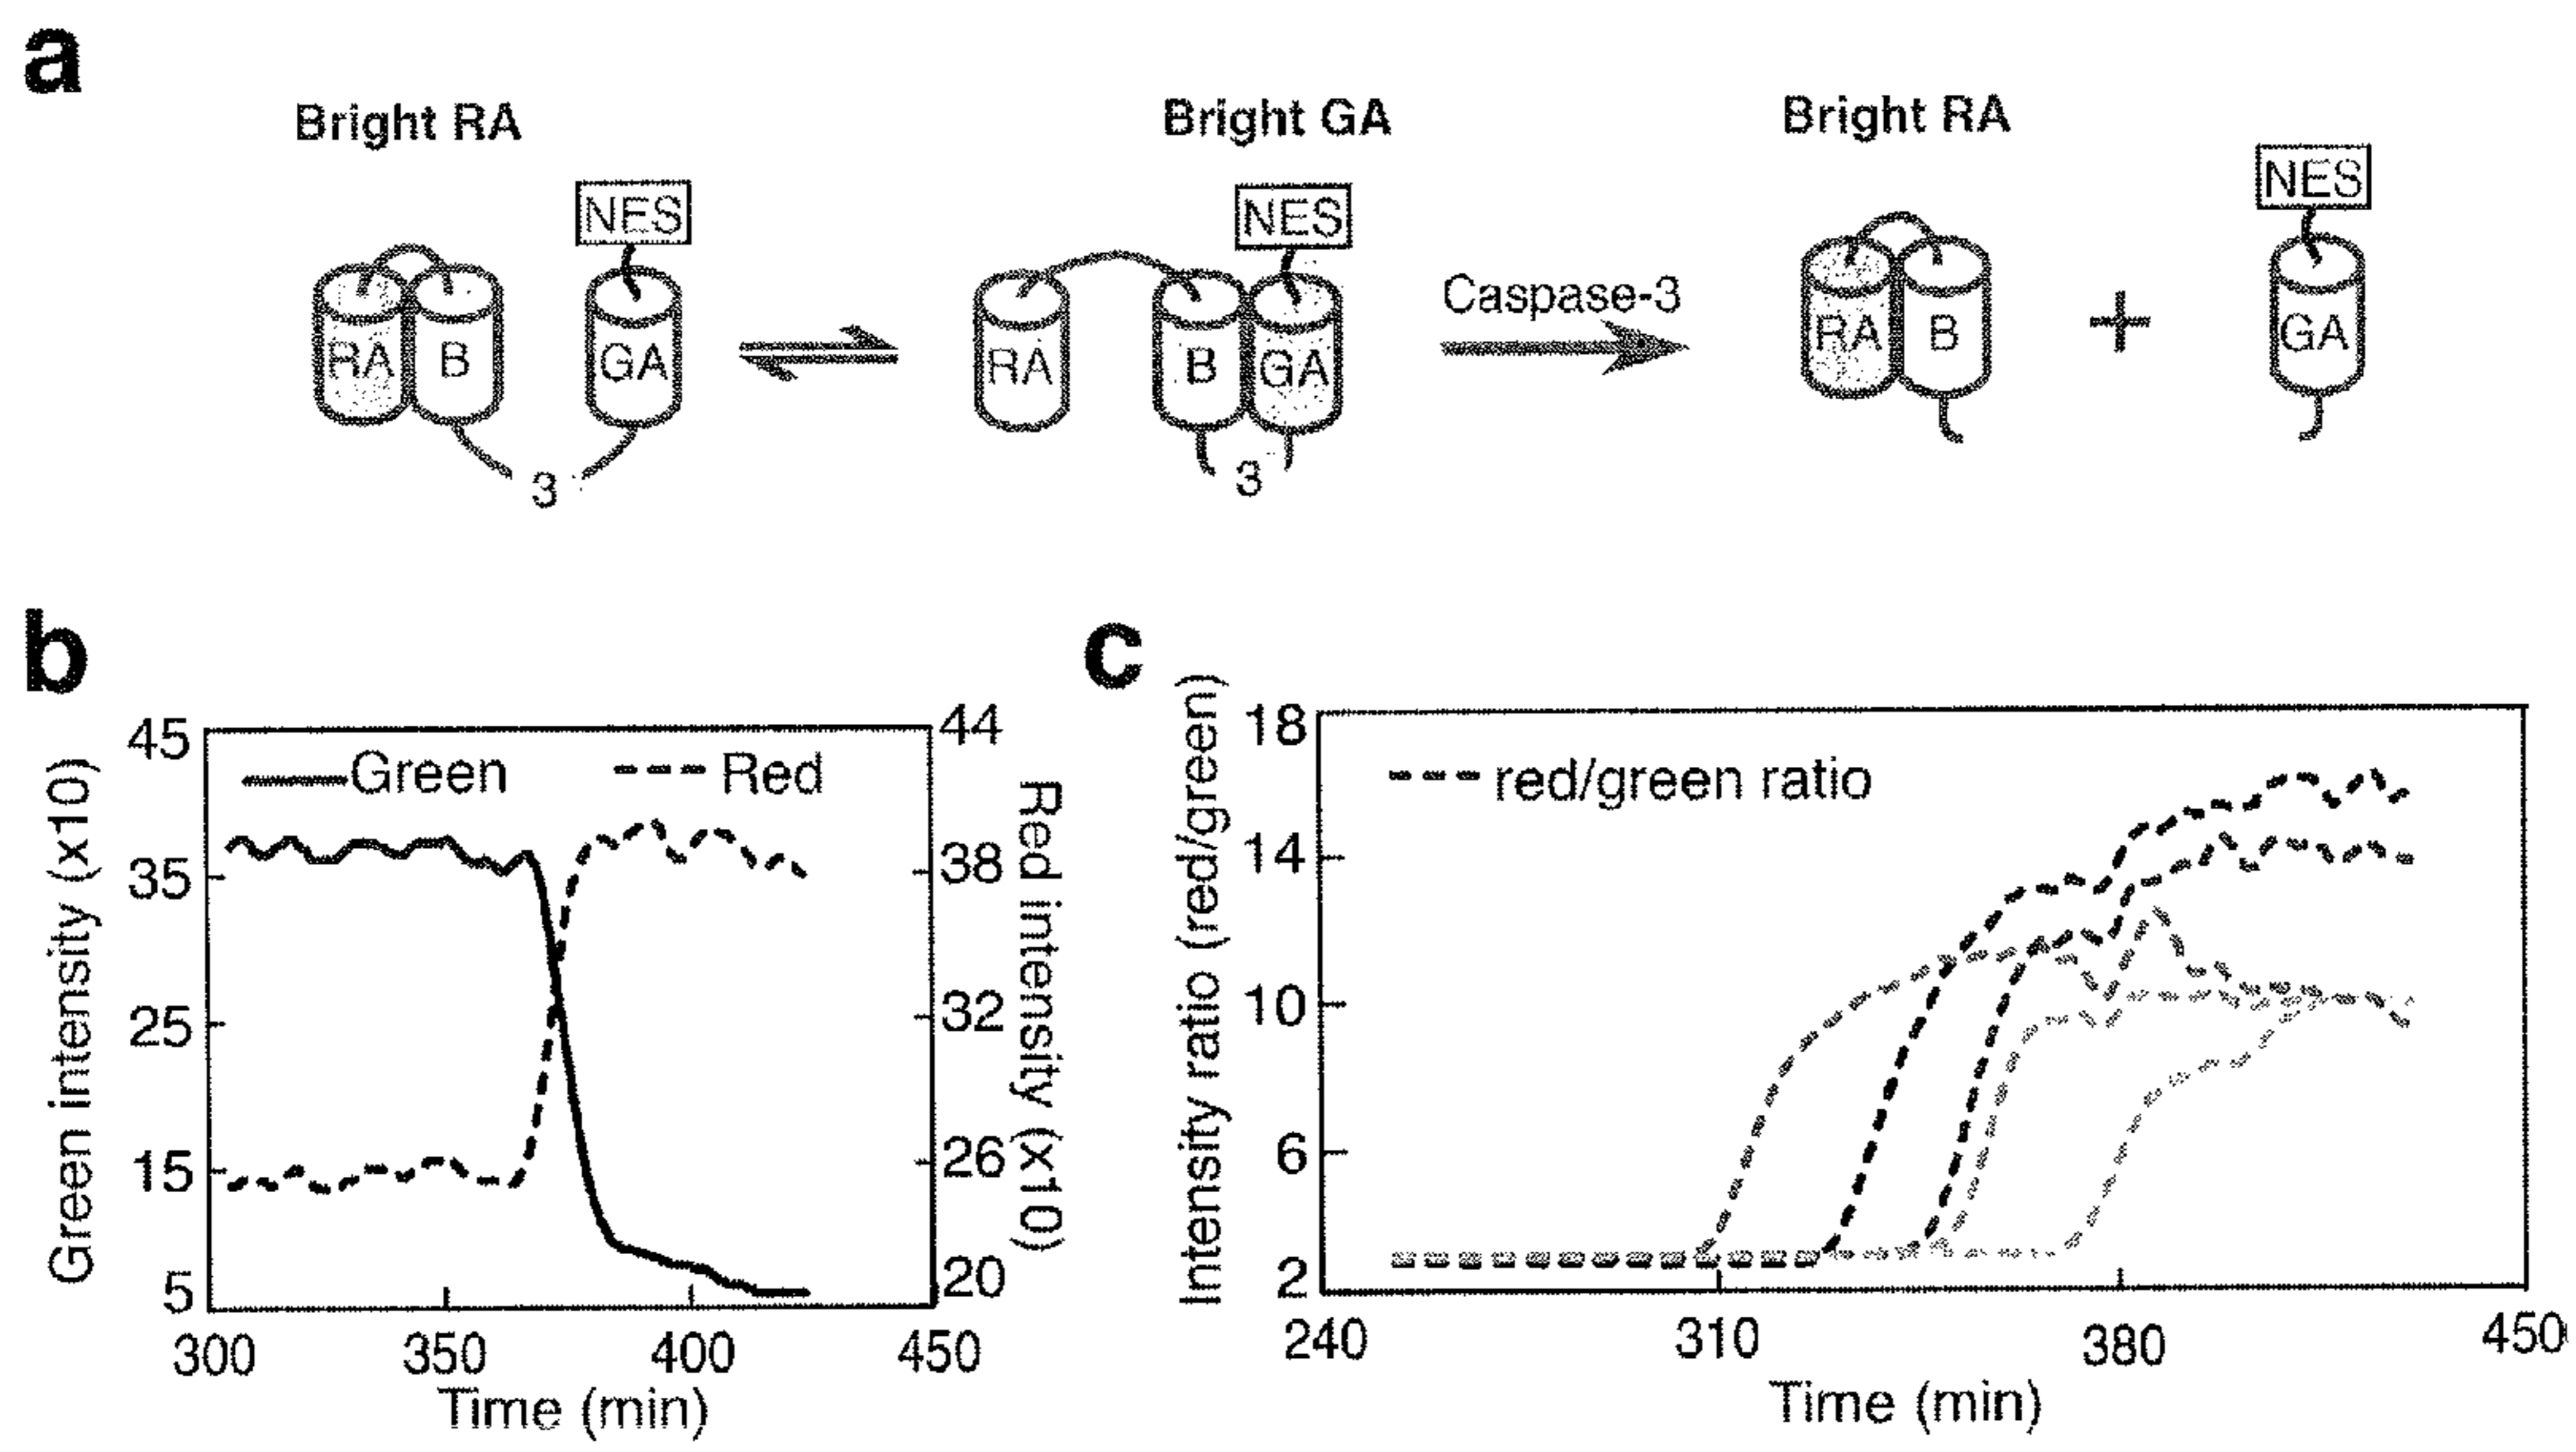 a
Bright RA
Bright GA
Bright RA
NES
NES
NES
RA B GA
RA B GA
RA B + GA
Caspase-3
3
3
b
45
35
25
15
5
Green intensity (x10)
Green
Red
44
38
32
26
20
Red intensity (x10)
300 350 400 450
Time (min)
c
18
14
10
6
2
Intensity ratio (red/green)
red/green ratio
240 310 380 450
Time (min)